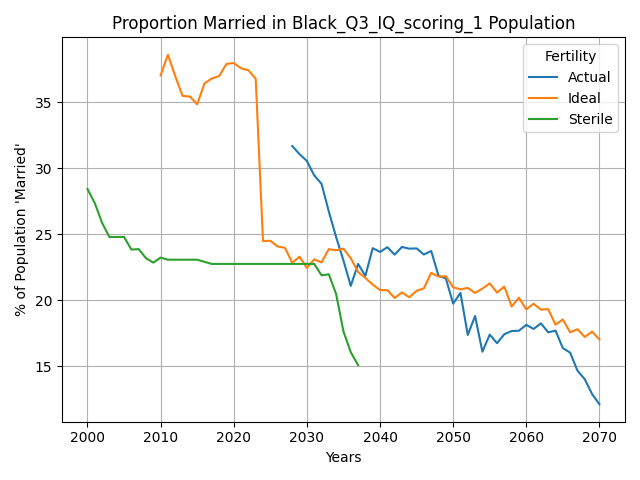 Proportion Married in Black_Q3_IQ_scoring_1 Population
% of Population 'Married'
35
30
25
20
15
Fertility
Actual
Ideal
Sterile
2000 2010 2020 2030 2040 2050 2060 2070
Years